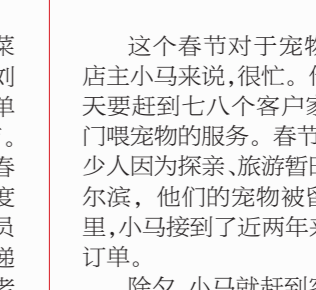 菜
刘
单
。
春
度
员
递
这个春节对于宠物
店主小马来说,很忙。
天要赶到七八个客户家
门喂宠物的服务。春节
少人因为探亲、旅游暂
尔滨，他们的宠物被留
里,小马接到了近两年来
订单。
除夕,小马就赶到